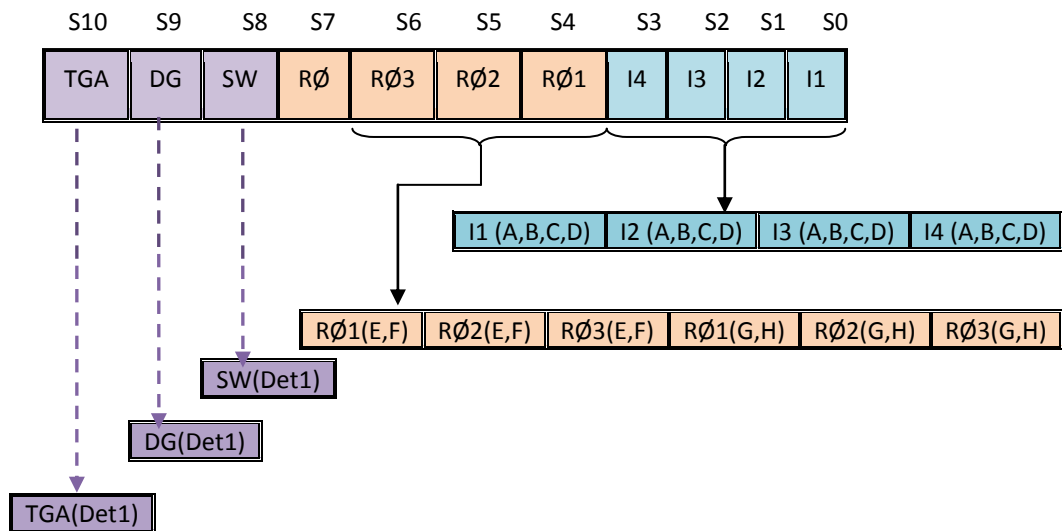 S10 S9 S8 S7 S6 S5 S4 S3 S2 S1 S0
TGA DG SW RØ RØ3 RØ2 RØ1 I4 I3 I2 I1
I1 (A,B,C,D) I2 (A,B,C,D) I3 (A,B,C,D) I4 (A,B,C,D)
RØ1(E,F) RØ2(E,F) RØ3(E,F) RØ1(G,H) RØ2(G,H) RØ3(G,H)
SW(Det1)
DG(Det1)
TGA(Det1)